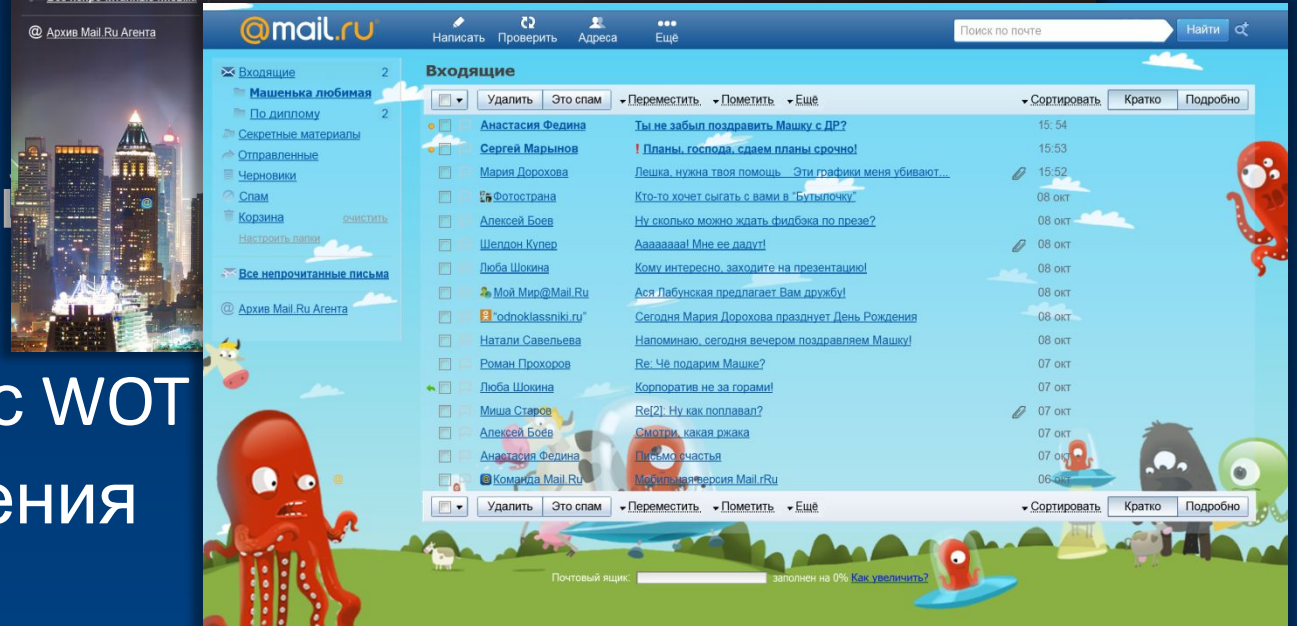 @ Архив Mail.Ru Агента
@mail.ru
Написать Проверить Адреса Ещё
Поиск по почте Найти
Входящие 2
Машенька любимая
По диплому 2
Секретные материалы
Отправленные
Черновики
Спам
Корзина очистить
Настроить папки
Все непрочитанные письма
@ Архив Mail.Ru Агента
Входящие
Удалить Это спам Переместить Пометить Ещё Сортировать Кратко Подробно
Анастасия Федина Ты не забыл поздравить Машку с ДР? 15: 54
Сергей Марынов ! Планы, господа, сдаем планы срочно! 15:53
Мария Дорохова Лешка, нужна твоя помощь Эти графики меня убивают... 15:52
Фотострана Кто-то хочет сыгать с вами в "Бутылочку" 08 окт
Алексей Боев Ну сколько можно ждать фидбэка по презе? 08 окт
Шелдон Купер Аааааааа! Мне ее дадут! 08 окт
Люба Шокина Кому интересно, заходите на презентацию! 08 окт
Мой Мир@Mail.Ru Ася Лабунская предлагает Вам дружбу! 08 окт
"odnoklassniki.ru" Сегодня Мария Дорохова празднует День Рождения 08 окт
Натали Савельева Напоминаю, сегодня вечером поздравляем Машку! 08 окт
Роман Прохоров Re: Чё подарим Машке? 07 окт
Люба Шокина Корпоратив не за горами! 07 окт
Миша Старов Re[2]: Ну как поплавал? 07 окт
Алексей Боев Смотри, какая ржака 07 окт
Анастасия Федина Письмо счастья 07 окт
Команда Mail.Ru Мобильная версия Mail.rRu 06 окт
Удалить Это спам Переместить Пометить Ещё Сортировать Кратко Подробно
Почтовый ящик: заполнен на 0% Как увеличить?
с WOT
ения